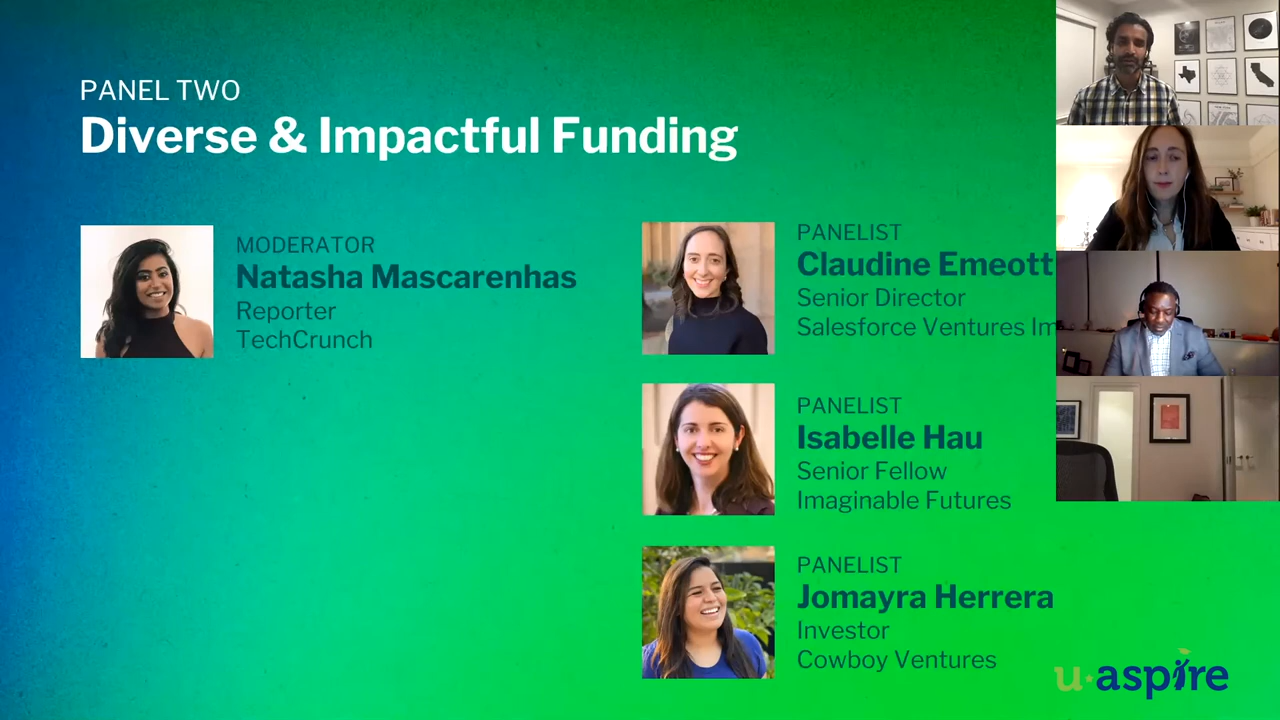 PANEL TWO
Diverse & Impactful Funding
MODERATOR
Natasha Mascarenhas
Reporter
TechCrunch
PANELIST
Claudine Emeott
Senior Director
Salesforce Ventures Im
PANELIST
Isabelle Hau
Senior Fellow
Imaginable Futures
PANELIST
Jomayra Herrera
Investor
Cowboy Ventures
u aspire